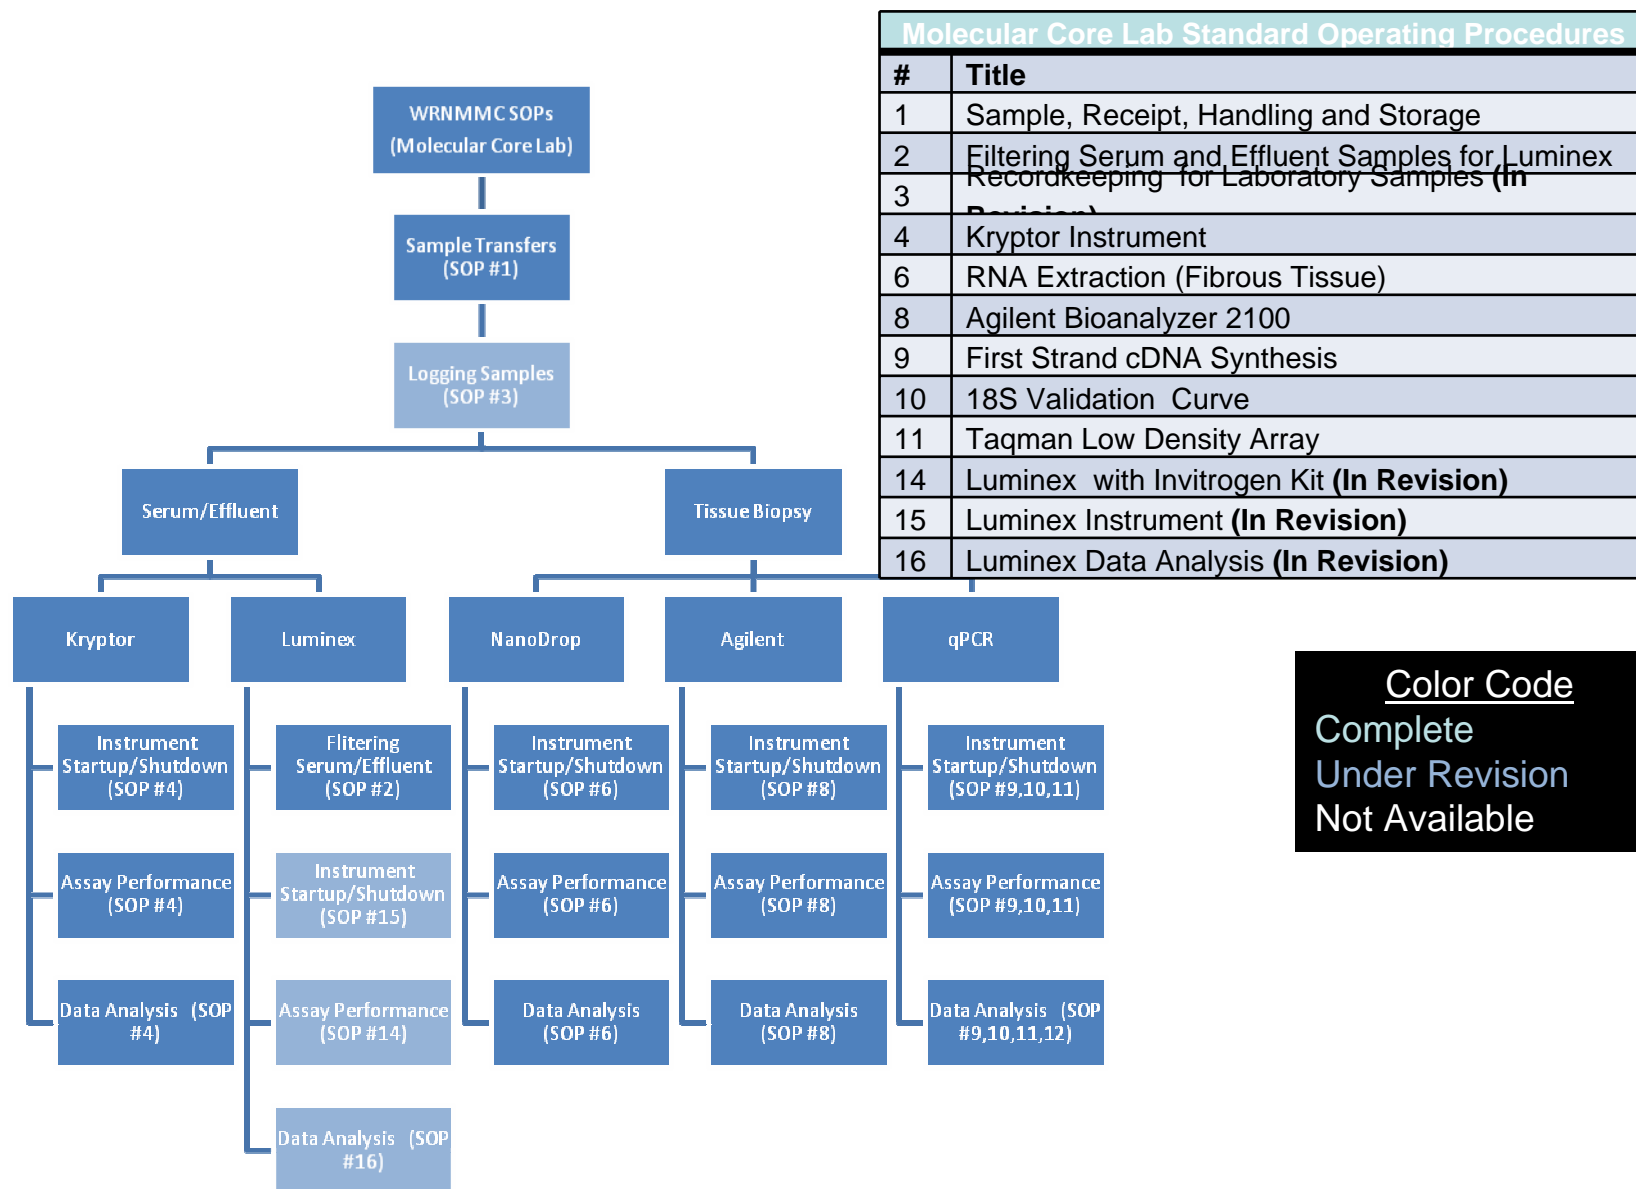 WRNMMC SOPs
(Molecular Core Lab)
Sample Transfers
(SOP #1)
Logging Samples
(SOP #3)
Serum/Effluent
Tissue Biopsy
Kryptor
Luminex
NanoDrop
Agilent
qPCR
Instrument
Startup/Shutdown
(SOP #4)
Assay Performance
(SOP #4)
Data Analysis (SOP
#4)
Flitering
Serum/Effluent
(SOP #2)
Instrument
Startup/Shutdown
(SOP #15)
Assay Performance
(SOP #14)
Data Analysis (SOP
#16)
Instrument
Startup/Shutdown
(SOP #6)
Assay Performance
(SOP #6)
Data Analysis
(SOP #6)
Instrument
Startup/Shutdown
(SOP #8)
Assay Performance
(SOP #8)
Data Analysis
(SOP #8)
Instrument
Startup/Shutdown
(SOP #9,10,11)
Assay Performance
(SOP #9,10,11)
Data Analysis (SOP
#9,10,11,12)
Molecular Core Lab Standard Operating Procedures
# Title
1 Sample, Receipt, Handling and Storage
2 Filtering Serum and Effluent Samples for Luminex
3 Recordkeeping for Laboratory Samples (In
Revision)
4 Kryptor Instrument
6 RNA Extraction (Fibrous Tissue)
8 Agilent Bioanalyzer 2100
9 First Strand cDNA Synthesis
10 18S Validation Curve
11 Taqman Low Density Array
14 Luminex with Invitrogen Kit (In Revision)
15 Luminex Instrument (In Revision)
16 Luminex Data Analysis (In Revision)
Color Code
Complete
Under Revision
Not Available